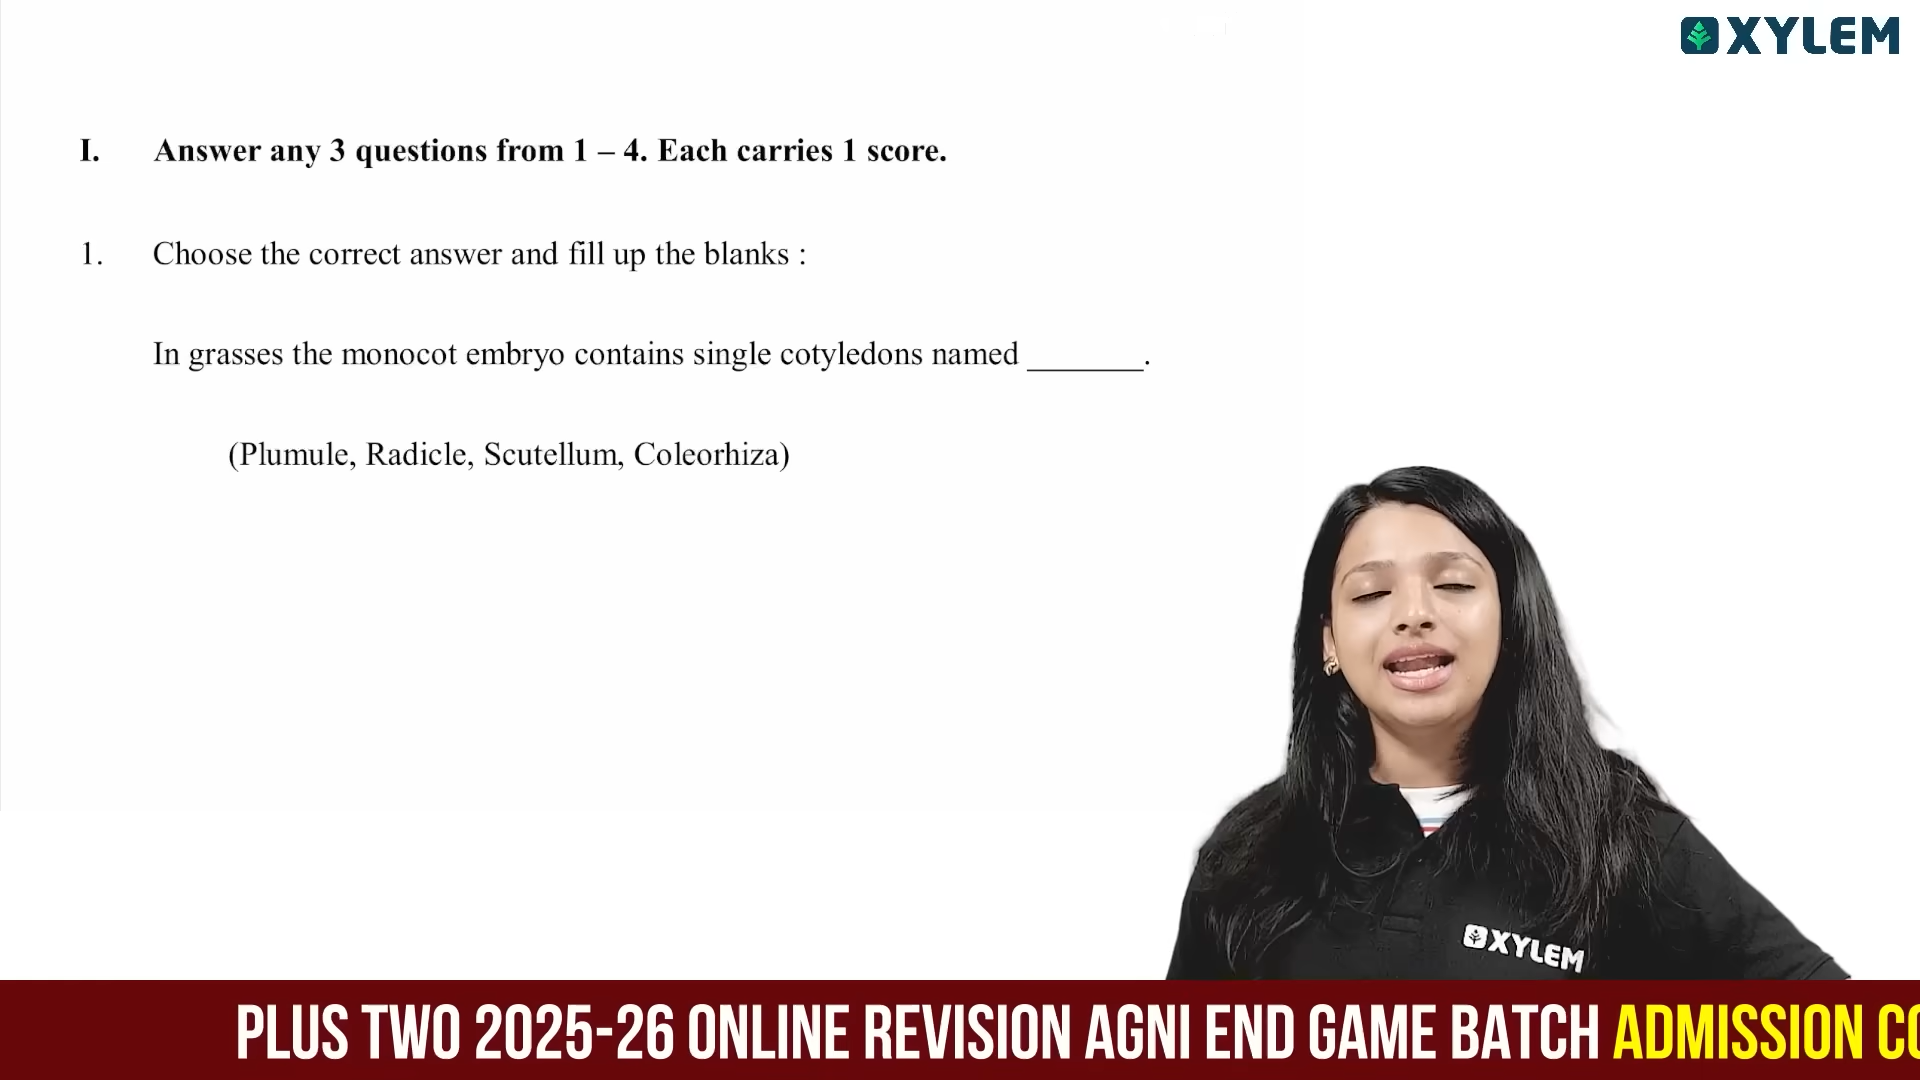 XYLEM
I. Answer any 3 questions from 1 – 4. Each carries 1 score.
1. Choose the correct answer and fill up the blanks :
In grasses the monocot embryo contains single cotyledons named _______.
(Plumule, Radicle, Scutellum, Coleorhiza)
XYLEM
PLUS TWO 2025-26 ONLINE REVISION AGNI END GAME BATCH ADMISSION